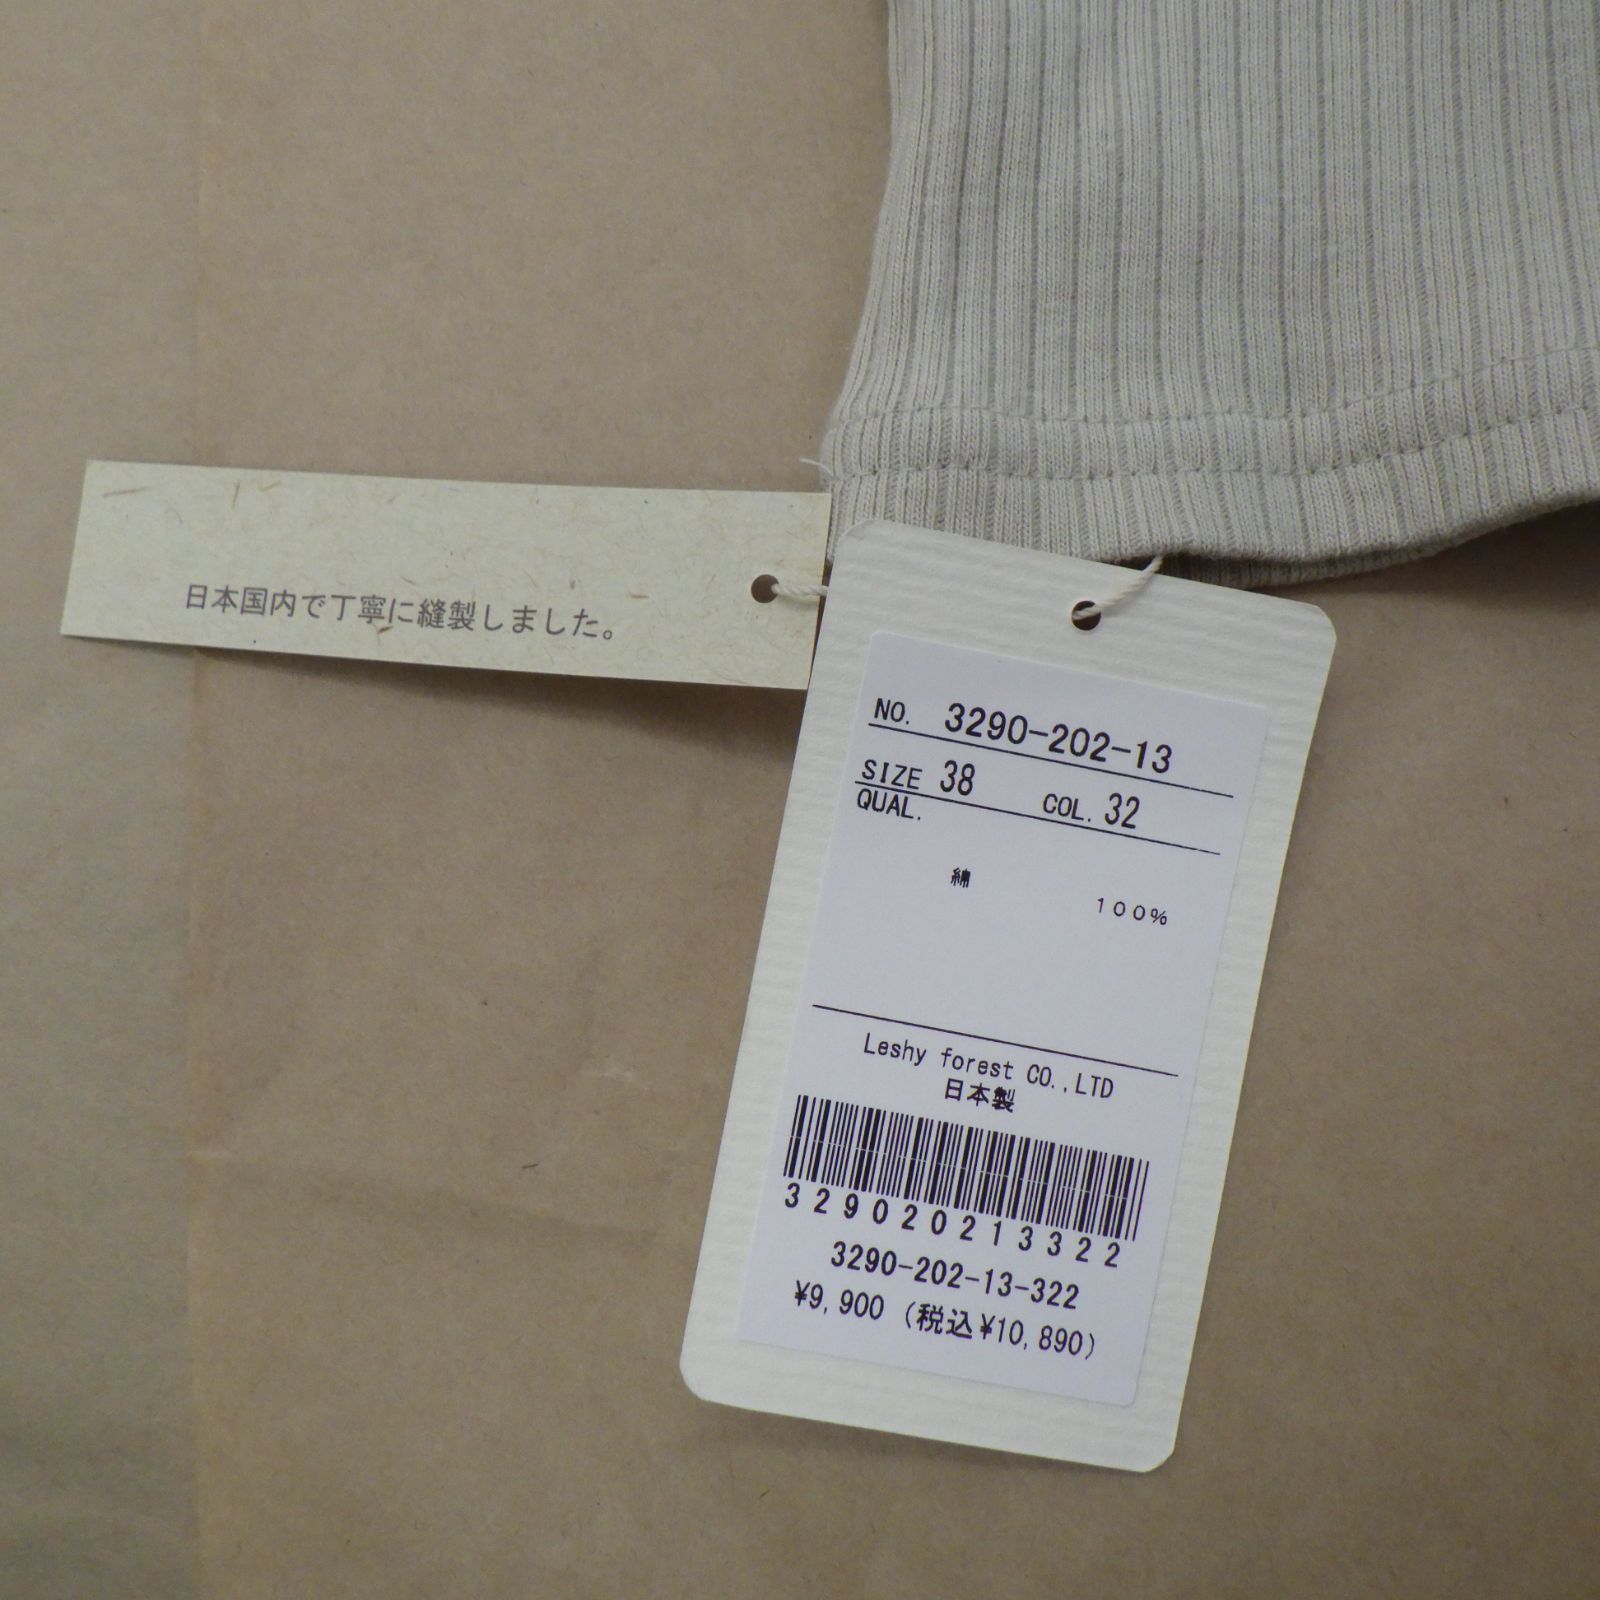 日本国内で丁寧に縫製しました。
NO. 3290-202-13
SIZE 38 COL. 32
QUAL.
綿 100%
Leshy forest CO.,LTD
日本製
329020213322
3290-202-13-322
¥9,900 (税込¥10,890)